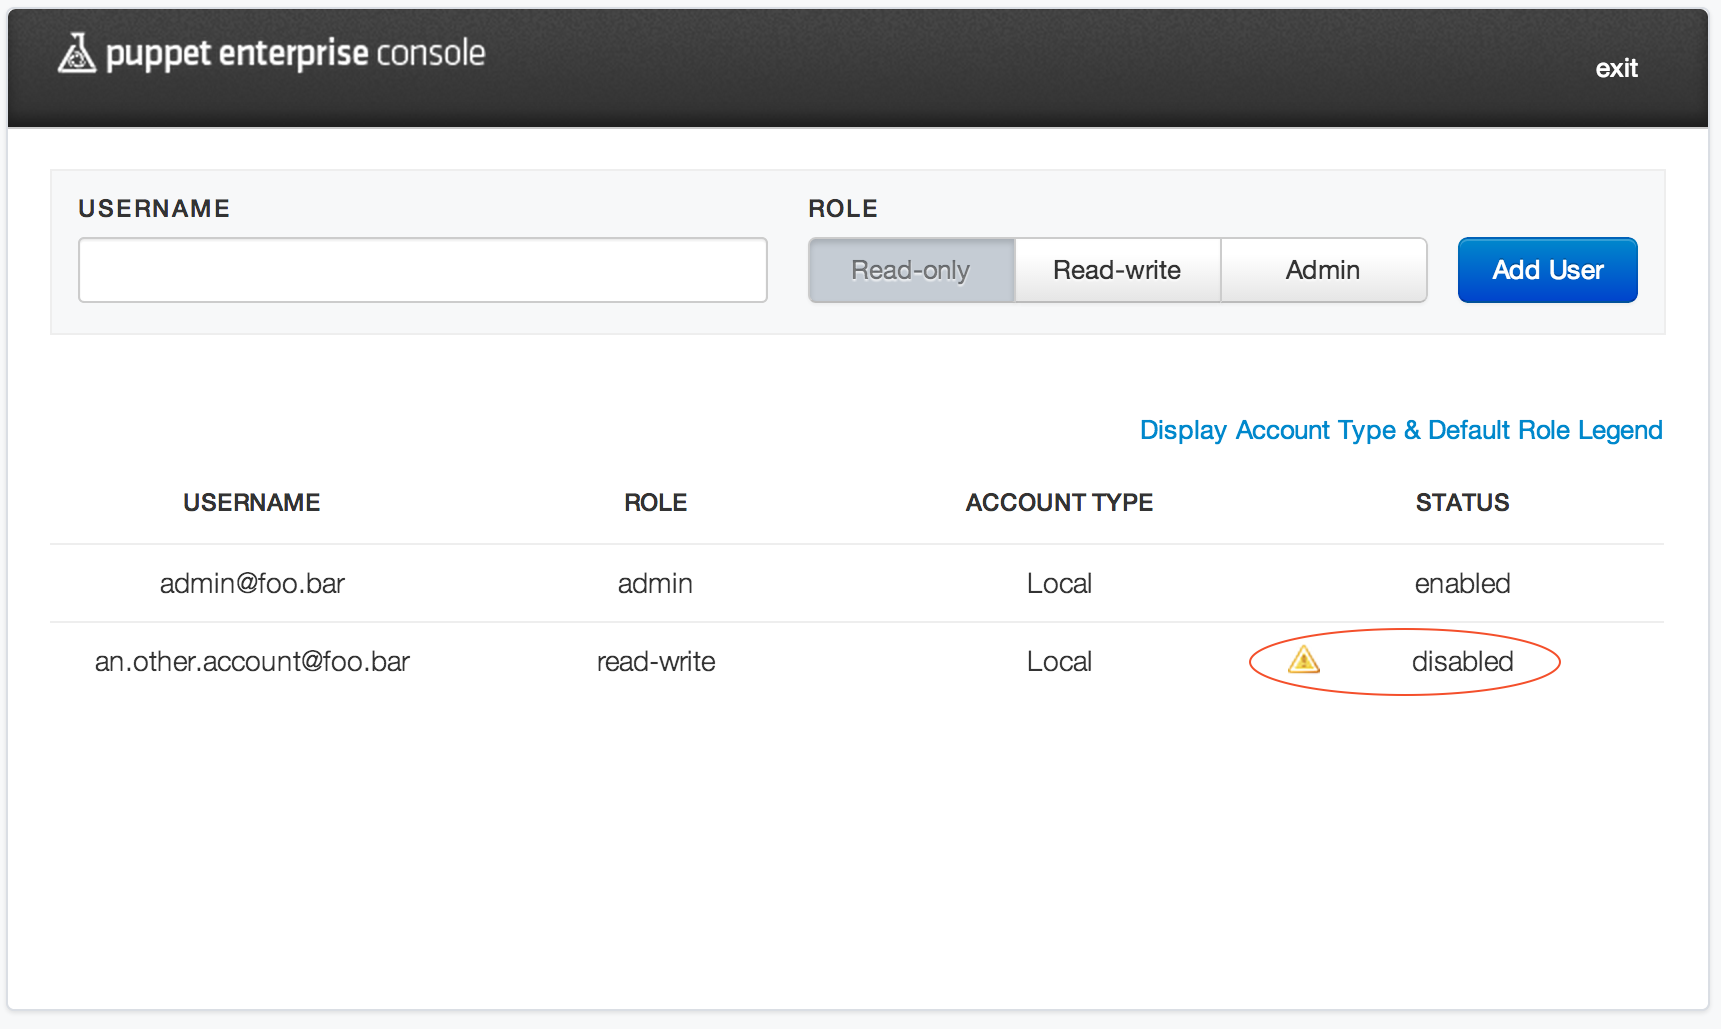 puppet enterprise console
exit
USERNAME
ROLE
Read-only
Read-write
Admin
Add User
Display Account Type & Default Role Legend
USERNAME ROLE ACCOUNT TYPE STATUS
admin@foo.bar admin Local enabled
an.other.account@foo.bar read-write Local disabled